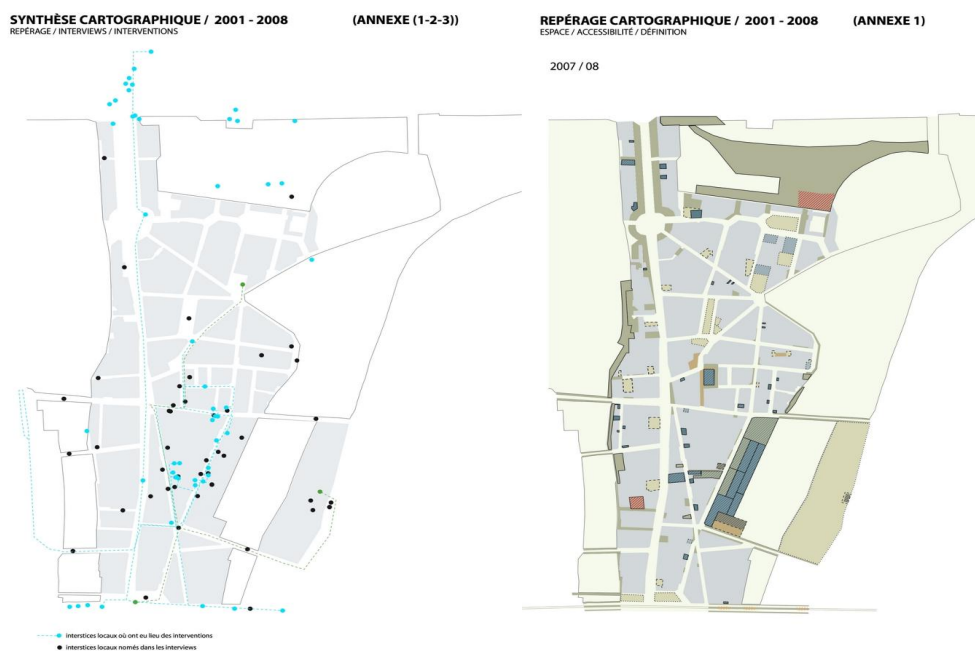 SYNTHÈSE CARTOGRAPHIQUE / 2001 - 2008 (ANNEXE (1-2-3))
REPÉRAGE / INTERVIEWS / INTERVENTIONS
interstices locaux où ont eu lieu des interventions
interstices locaux només dans les interviews
REPÉRAGE CARTOGRAPHIQUE / 2001 - 2008 (ANNEXE 1)
ESPACE / ACCESSIBILITÉ / DÉFINITION
2007 / 08